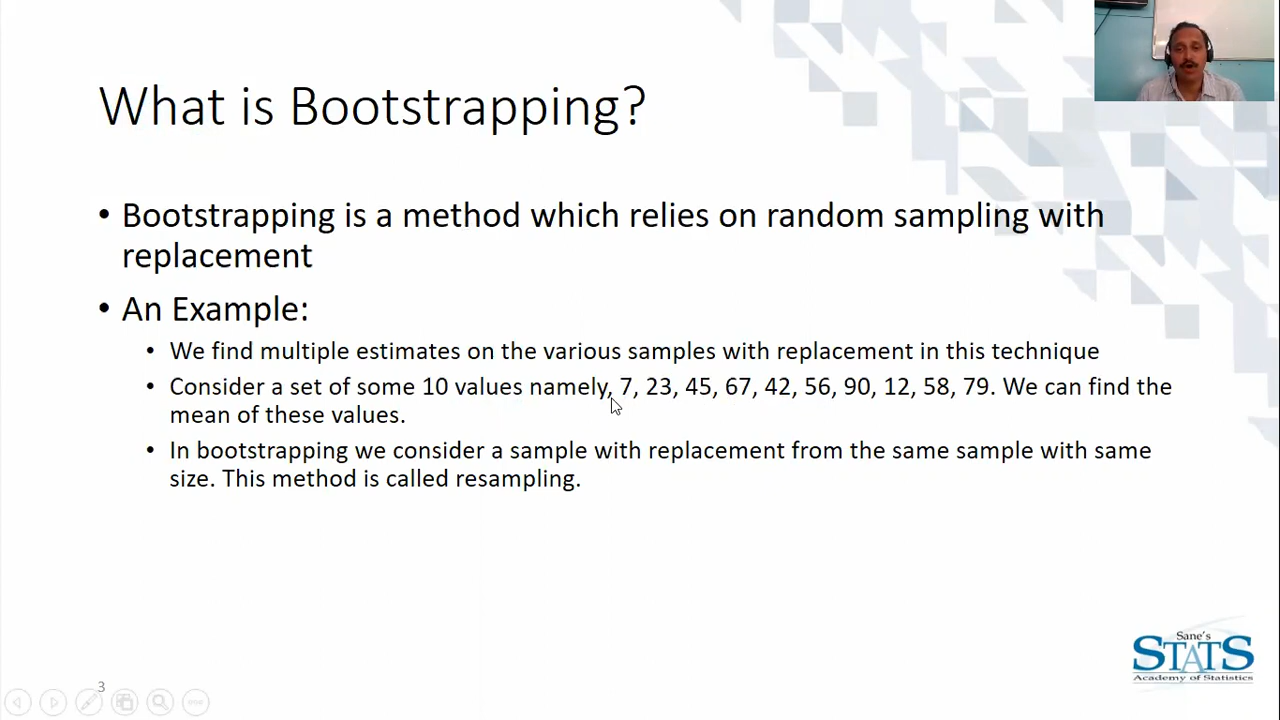 What is Bootstrapping?
• Bootstrapping is a method which relies on random sampling with
replacement
• An Example:
• We find multiple estimates on the various samples with replacement in this technique
• Consider a set of some 10 values namely, 7, 23, 45, 67, 42, 56, 90, 12, 58, 79. We can find the
mean of these values.
• In bootstrapping we consider a sample with replacement from the same sample with same
size. This method is called resampling.
Sane's
STATS
Academy of Statistics
3